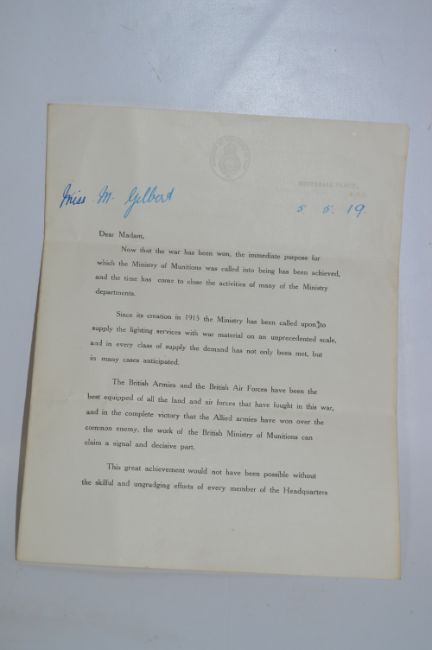 Miss M. Gilbert
5 5. 19.
Dear Madam,
Now that the war has been won, the immediate purpose for
which the Ministry of Munitions was called into being has been achieved,
and the time has come to close the activities of many of the Ministry
departments.
Since its creation in 1915 the Ministry has been called upon to
supply the lighting services with war material on an unprecedented scale,
and in every class of supply the demand has not only been met, but
in many cases anticipated.
The British Armies and the British Air Forces have been the
best equipped of all the land and air forces that have fought in this war,
and in the complete victory that the Allied armies have won over the
common enemy, the work of the British Ministry of Munitions can
claim a signal and decisive part.
This great achievement would not have been possible without
the skilful and ungrudging efforts of every member of the Headquarters